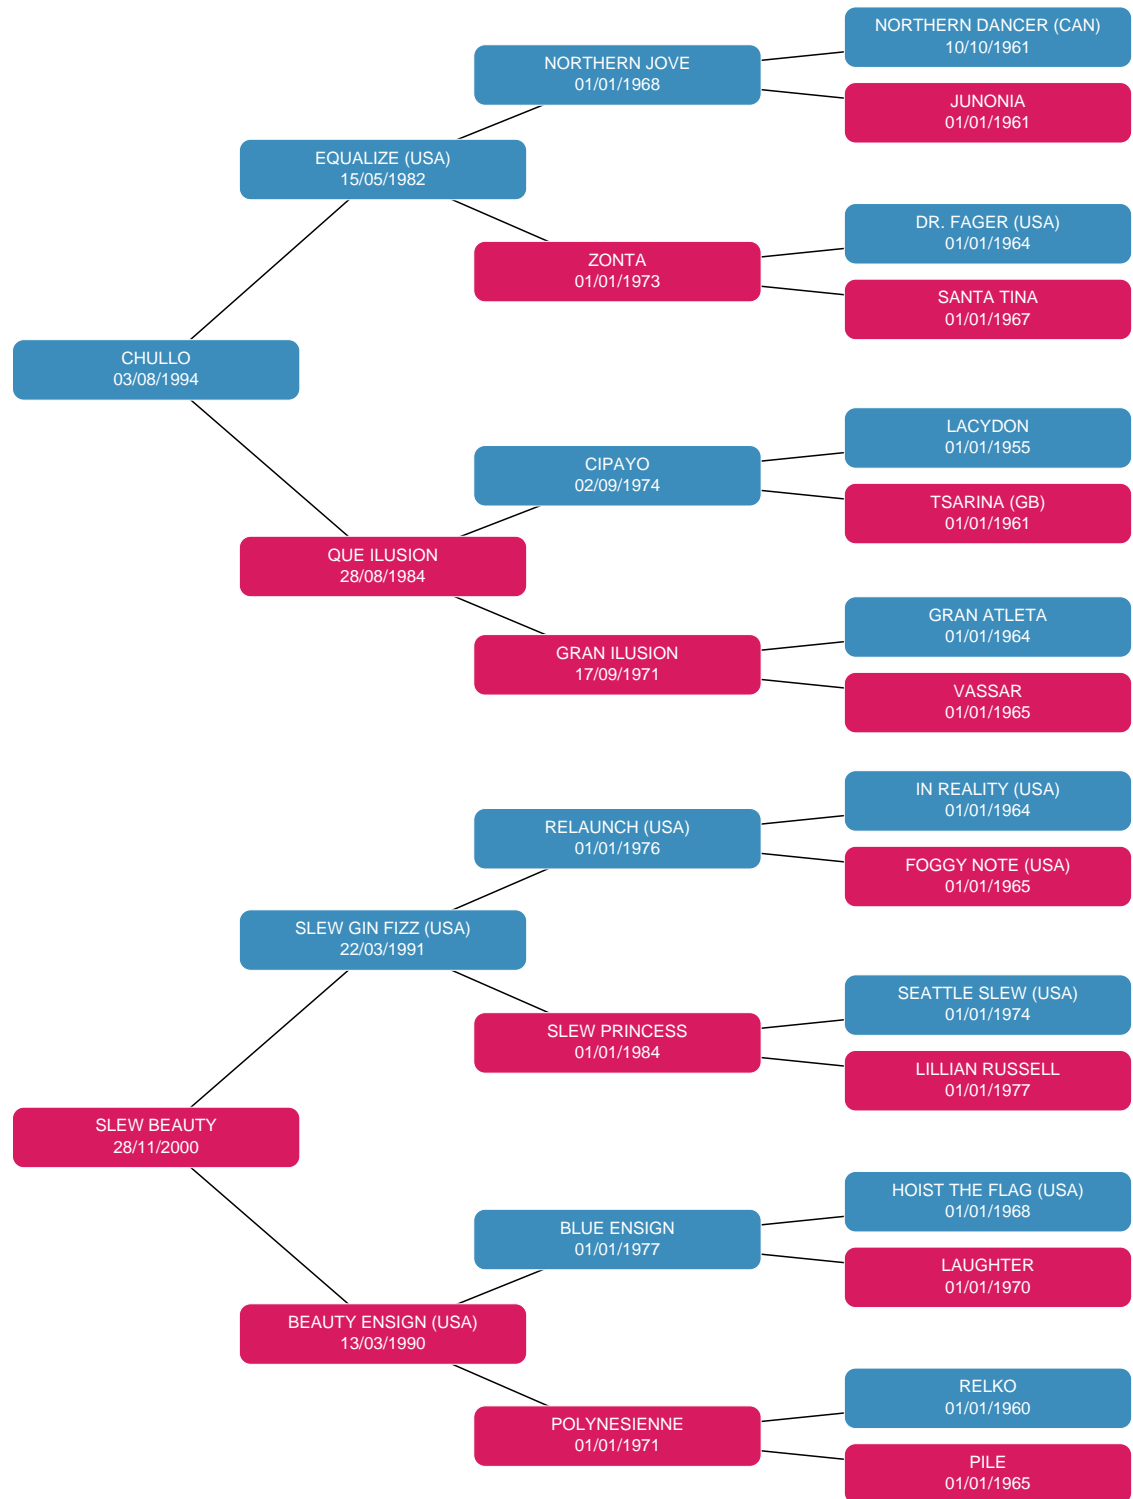 NORTHERN DANCER (CAN)
10/10/1961
NORTHERN JOVE
01/01/1968
JUNONIA
01/01/1961
EQUALIZE (USA)
15/05/1982
DR. FAGER (USA)
01/01/1964
ZONTA
01/01/1973
SANTA TINA
01/01/1967
CHULLO
03/08/1994
LACYDON
01/01/1955
CIPAYO
02/09/1974
TSARINA (GB)
01/01/1961
QUE ILUSION
28/08/1984
GRAN ATLETA
01/01/1964
GRAN ILUSION
17/09/1971
VASSAR
01/01/1965
IN REALITY (USA)
01/01/1964
RELAUNCH (USA)
01/01/1976
FOGGY NOTE (USA)
01/01/1965
SLEW GIN FIZZ (USA)
22/03/1991
SEATTLE SLEW (USA)
01/01/1974
SLEW PRINCESS
01/01/1984
LILLIAN RUSSELL
01/01/1977
SLEW BEAUTY
28/11/2000
HOIST THE FLAG (USA)
01/01/1968
BLUE ENSIGN
01/01/1977
LAUGHTER
01/01/1970
BEAUTY ENSIGN (USA)
13/03/1990
RELKO
01/01/1960
POLYNESIENNE
01/01/1971
PILE
01/01/1965